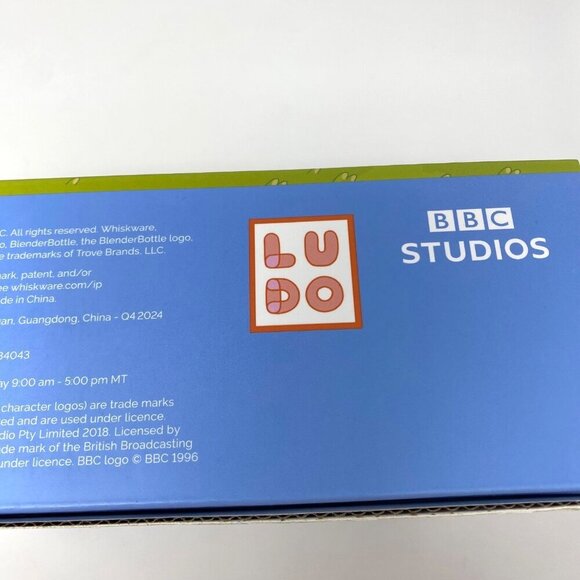 C. All rights reserved. Whiskware,
o, BlenderBottle, the BlenderBottle logo,
e trademarks of Trove Brands, LLC.
mark, patent, and/or
ee whiskware.com/ip
ade in China.
an, Guangdong, China - Q4 2024
34043
ay 9:00 am - 5:00 pm MT
character logos) are trade marks
ed and are used under licence.
dio Pty Limited 2018. Licensed by
de mark of the British Broadcasting
under licence. BBC logo © BBC 1996
LU
DO
BBC
STUDIOS